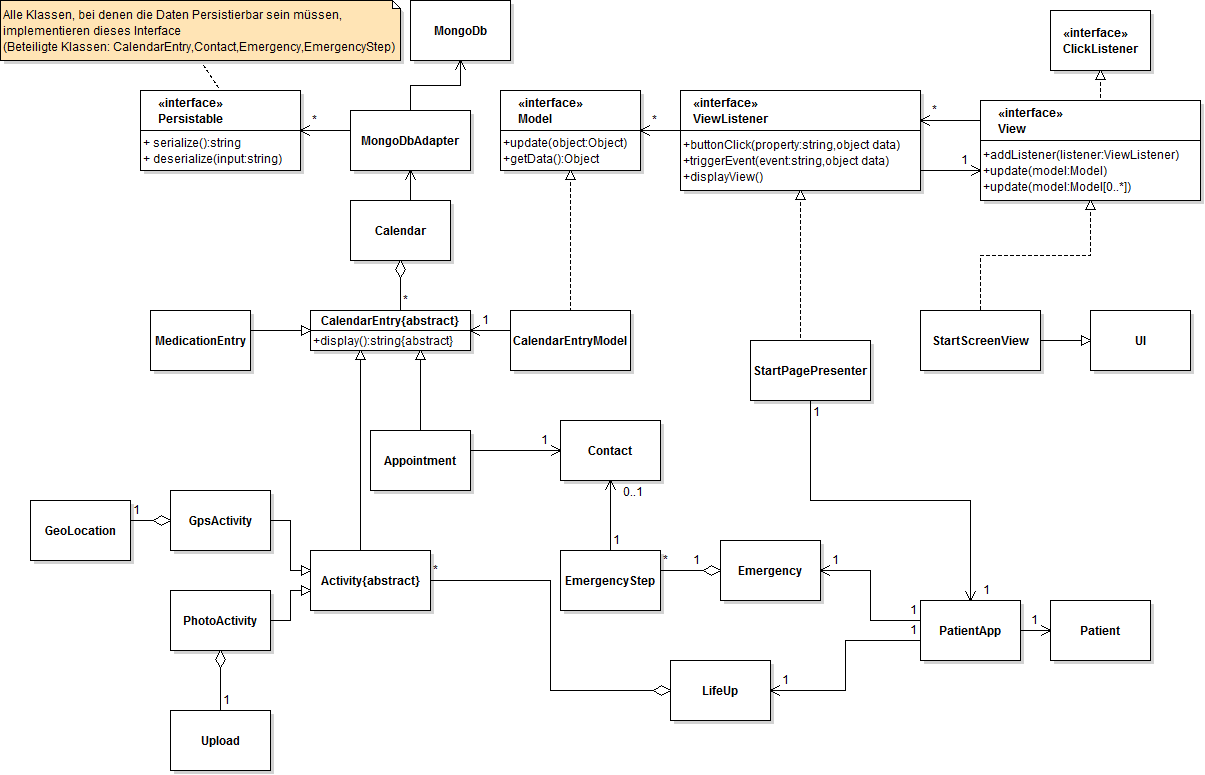 Alle Klassen, bei denen die Daten Persistierbar sein müssen,
implementieren dieses Interface
(Beteiligte Klassen: CalendarEntry,Contact,Emergency,EmergencyStep)
MongoDb
«interface»
ClickListener
«interface»
Persistable
+ serialize():string
+ deserialize(input:string)
*
MongoDbAdapter
«interface»
Model
+update(object:Object)
+getData():Object
*
«interface»
ViewListener
+buttonClick(property:string,object data)
+triggerEvent(event:string,object data)
+displayView()
*
1
«interface»
View
+addListener(listener:ViewListener)
+update(model:Model)
+update(model:Model[0..*])
Calendar
*
MedicationEntry
CalendarEntry{abstract}
+display():string{abstract}
1
CalendarEntryModel
StartPagePresenter
1
StartScreenView
UI
Appointment
1
Contact
0..1
1
GeoLocation
1
GpsActivity
Activity{abstract}
*
EmergencyStep
*
1
Emergency
1
1
1
1
PatientApp
1
Patient
PhotoActivity
1
Upload
LifeUp
1